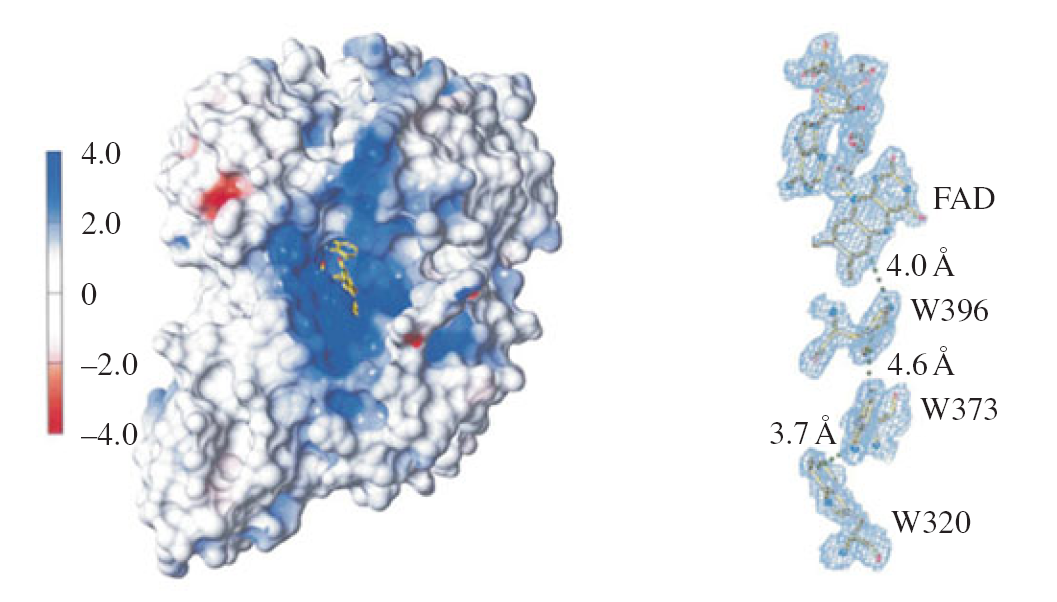 4.0
2.0
0
–2.0
–4.0
FAD
4.0 Å
W396
4.6 Å
W373
3.7 Å
W320